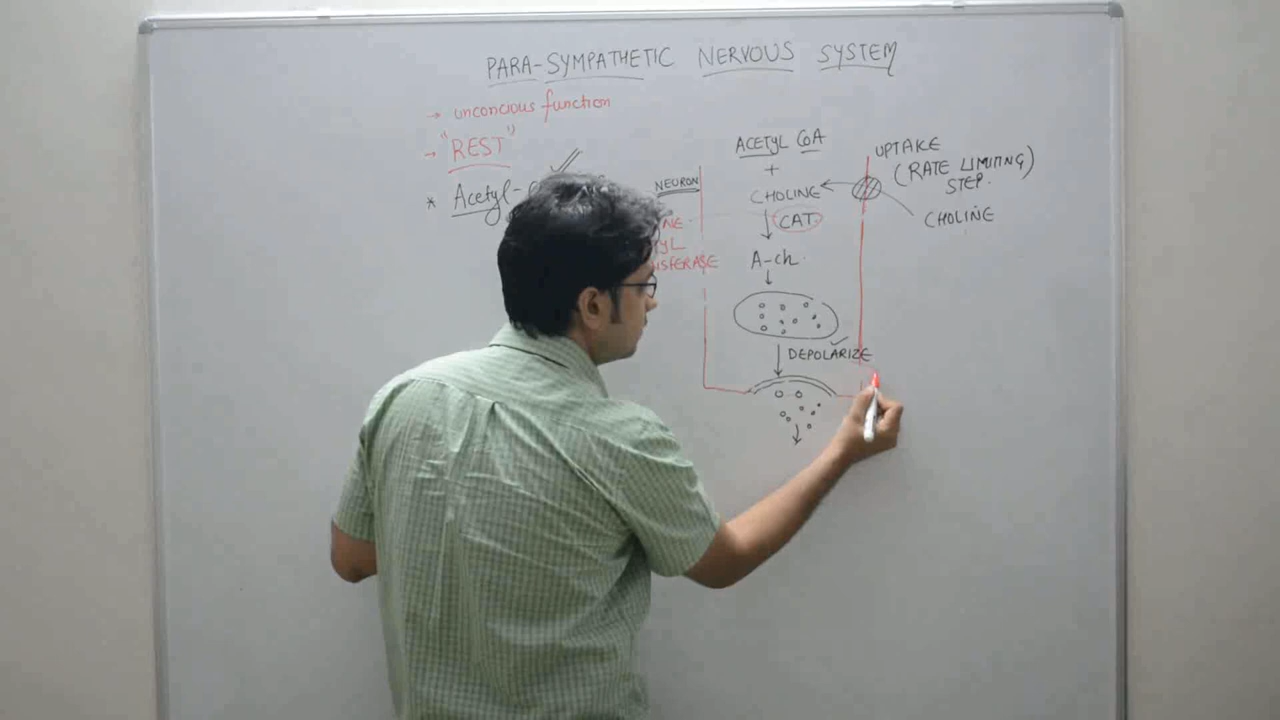 PARA-SYMPATHETIC NERVOUS SYSTEM
→ unconcious function
→ "REST"
* Acetyl-
NEURON
ACETYL COA
+
CHOLINE
CAT
A-ch.
DEPOLARIZE
UPTAKE
(RATE LIMITING)
STEP.
CHOLINE